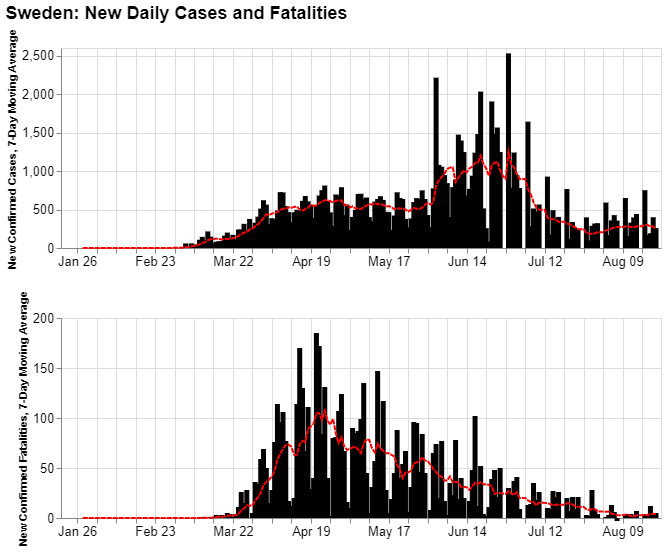 Sweden: New Daily Cases and Fatalities
New Confirmed Cases, 7-Day Moving Average
2,500
2,000
1,500
1,000
500
0
Jan 26 Feb 23 Mar 22 Apr 19 May 17 Jun 14 Jul 12 Aug 09
New Confirmed Fatalities, 7-Day Moving Average
200
150
100
50
0
Jan 26 Feb 23 Mar 22 Apr 19 May 17 Jun 14 Jul 12 Aug 09